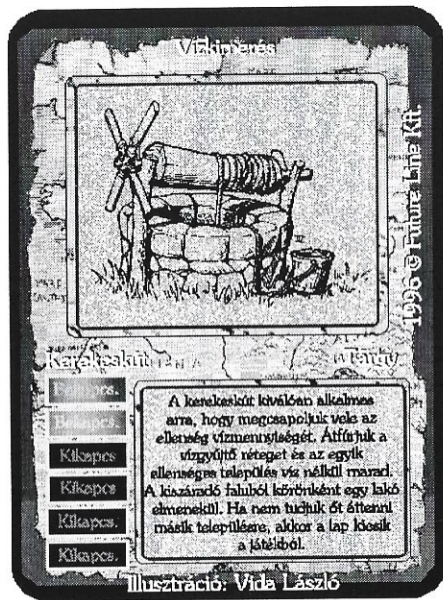 Vízkimérés
1996 © Future Line Kft.
Kerekeskút
Bekapcs.
Bekapcs.
Kikapcs
Kikapcs
Kikapcs.
Kikapcs.
A kerekeskút kiválóan alkalmas
arra, hogy megcsapoljuk vele az
ellenség vízmennyiségét. Átfúrjuk a
vízgyűjtő réteget és az egyik
ellenséges település víz nélkül marad.
A kiszáradó faluból körönként egy lakó
elmenekül. Ha nem tudjuk őt áttenni
másik településre, akkor a lap kiesik
a játékból.
Illusztráció: Vida László